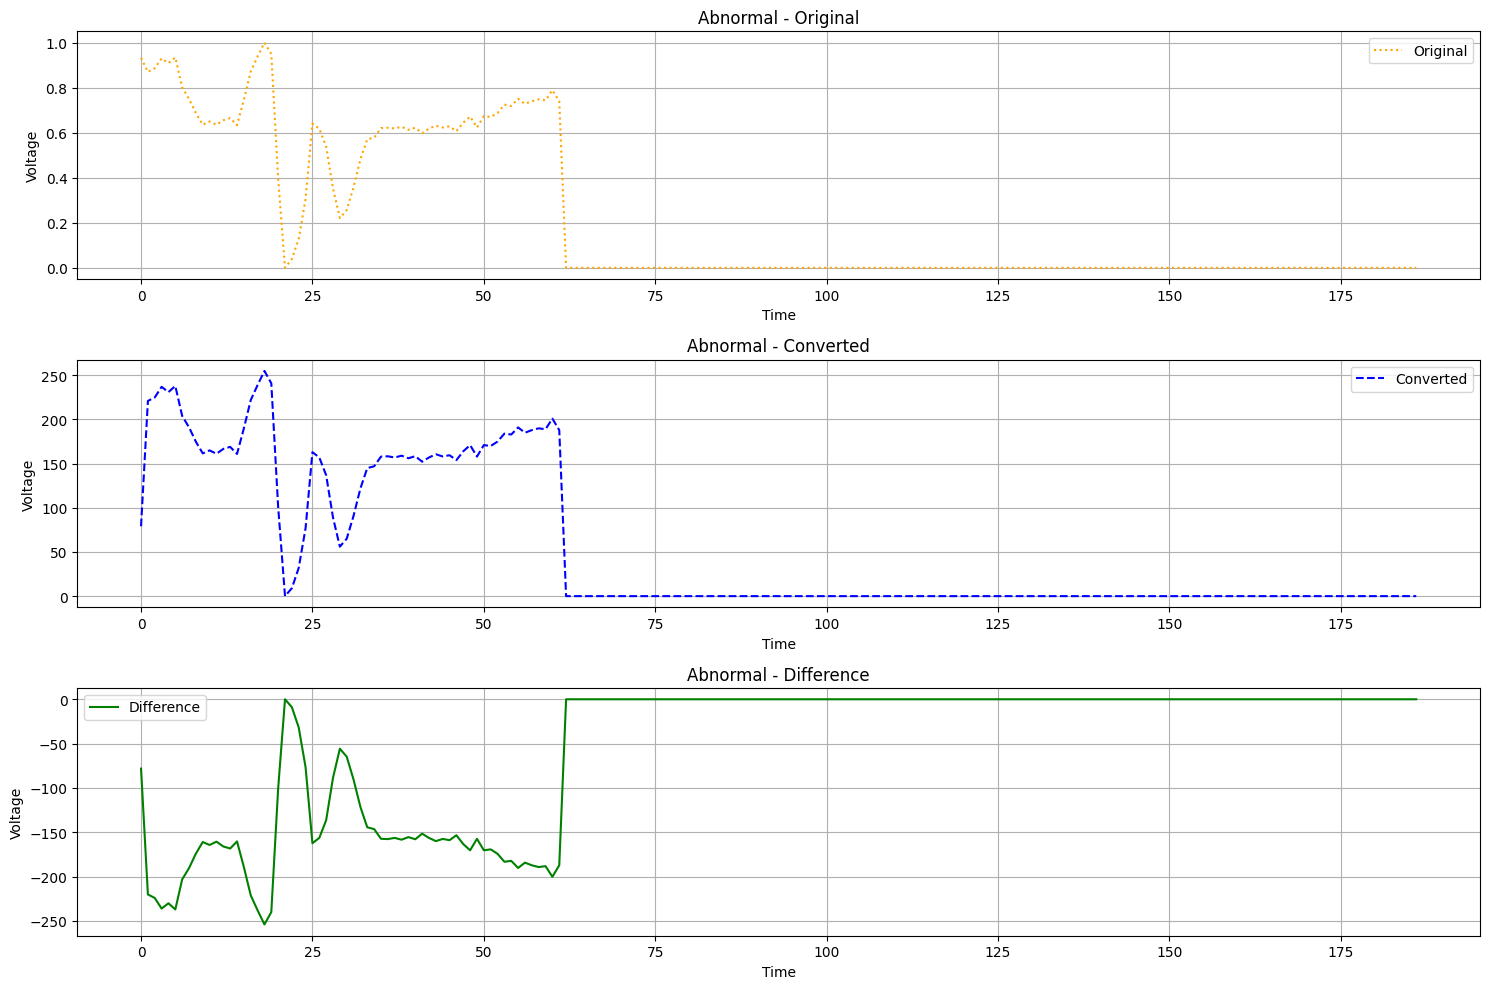 Abnormal - Original
Original
Voltage
1.0
0.8
0.6
0.4
0.2
0.0
0 25 50 75 100 125 150 175
Time
Abnormal - Converted
Converted
Voltage
250
200
150
100
50
0
0 25 50 75 100 125 150 175
Time
Abnormal - Difference
Difference
Voltage
0
−50
−100
−150
−200
−250
0 25 50 75 100 125 150 175
Time